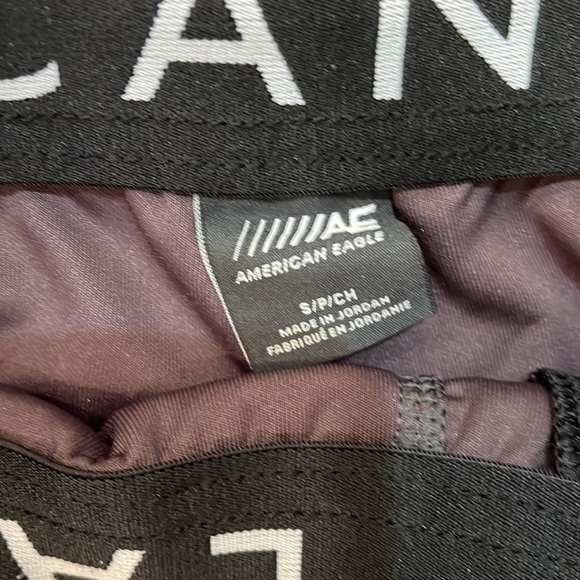 CAN
AE
AMERICAN EAGLE
S/P/CH
MADE IN JORDAN
FABRIQUÉ EN JORDANIE